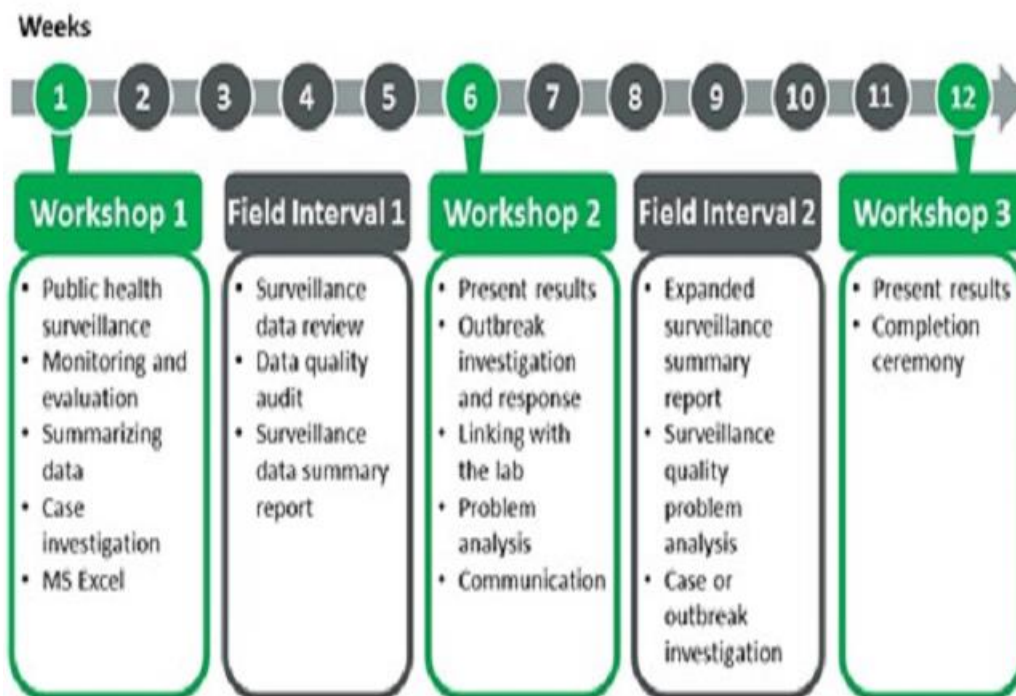 Weeks
1 2 3 4 5 6 7 8 9 10 11 12
Workshop 1
• Public health
surveillance
• Monitoring and
evaluation
• Summarizing
data
• Case
investigation
• MS Excel
Field Interval 1
• Surveillance
data review
• Data quality
audit
• Surveillance
data summary
report
Workshop 2
• Present results
• Outbreak
investigation
and response
• Linking with
the lab
• Problem
analysis
• Communication
Field Interval 2
• Expanded
surveillance
summary
report
• Surveillance
quality
problem
analysis
• Case or
outbreak
investigation
Workshop 3
• Present results
• Completion
ceremony